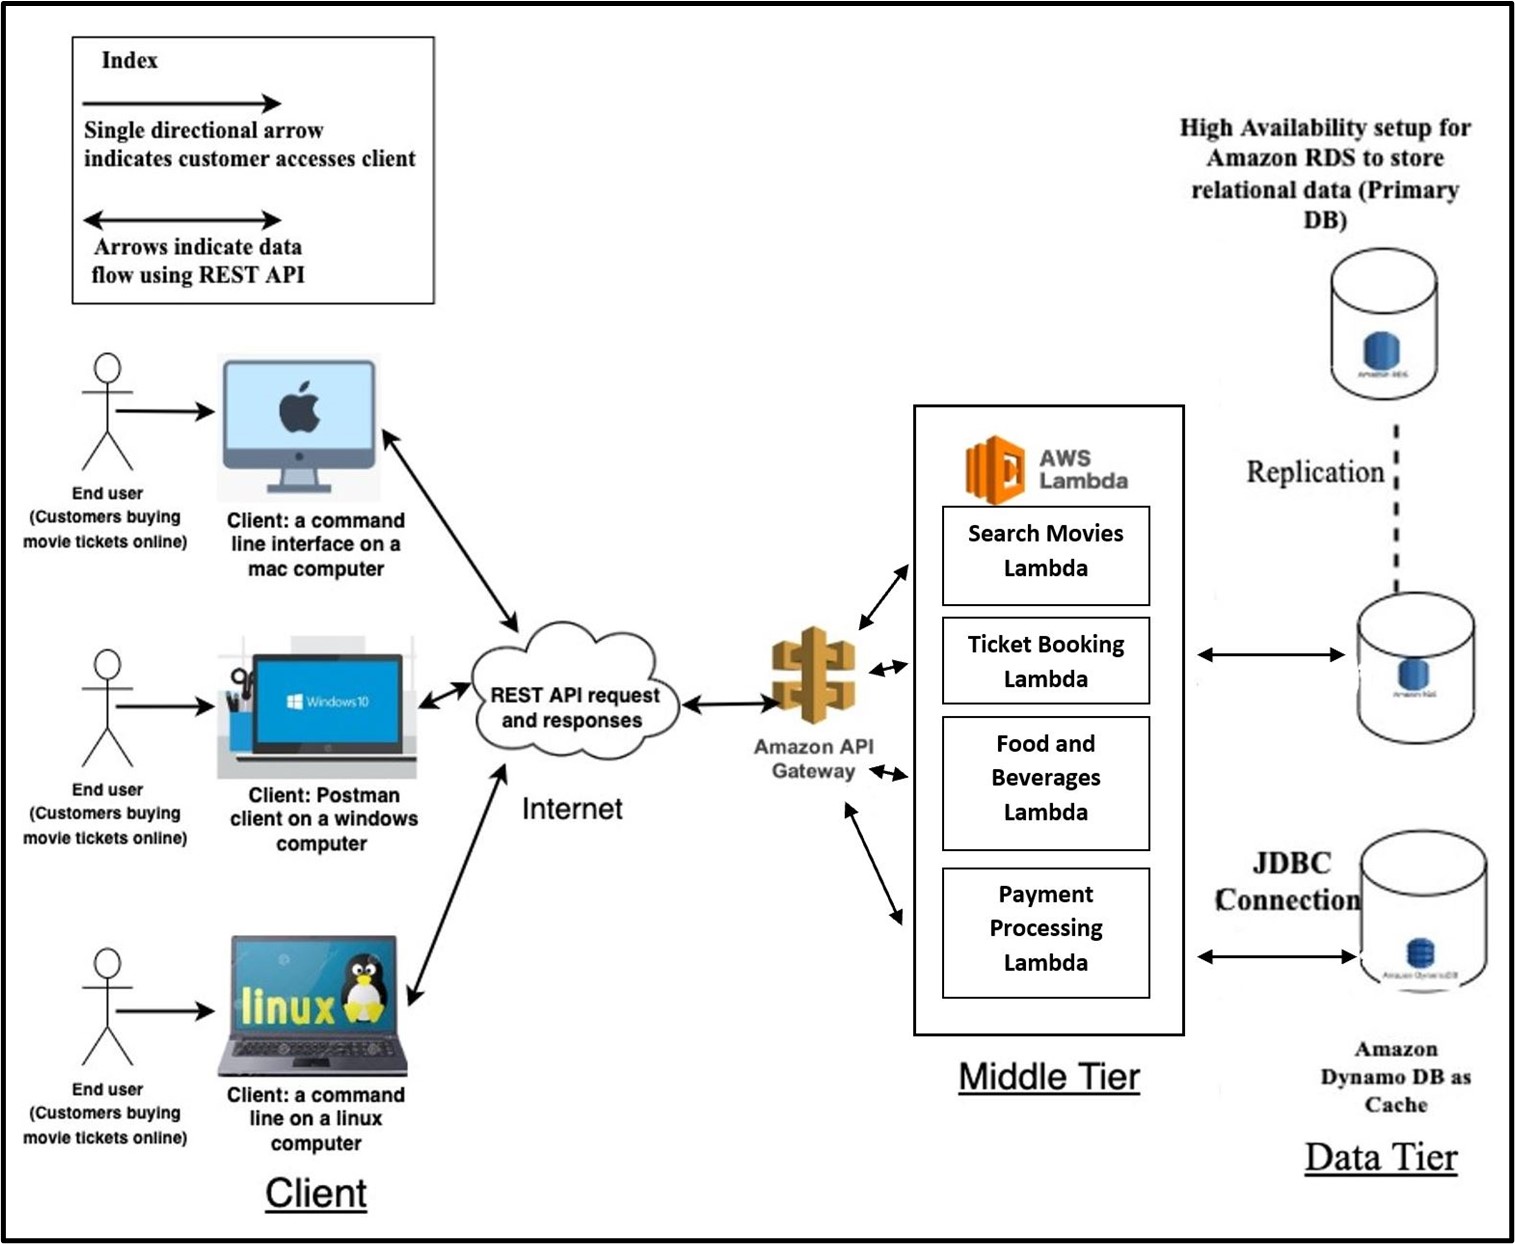 Index
Single directional arrow
indicates customer accesses client
Arrows indicate data
flow using REST API
End user
(Customers buying
movie tickets online)
Client: a command
line interface on a
mac computer
End user
(Customers buying
movie tickets online)
Windows 10
Client: Postman
client on a windows
computer
End user
(Customers buying
movie tickets online)
linux
Client: a command
line on a linux
computer
Client
REST API request
and responses
Internet
Amazon API
Gateway
AWS
Lambda
Search Movies
Lambda
Ticket Booking
Lambda
Food and
Beverages
Lambda
Payment
Processing
Lambda
Middle Tier
High Availability setup for
Amazon RDS to store
relational data (Primary
DB)
Amazon RDS
Replication
Amazon RDS
JDBC
Connection
Amazon DynamoDB
Amazon
Dynamo DB as
Cache
Data Tier